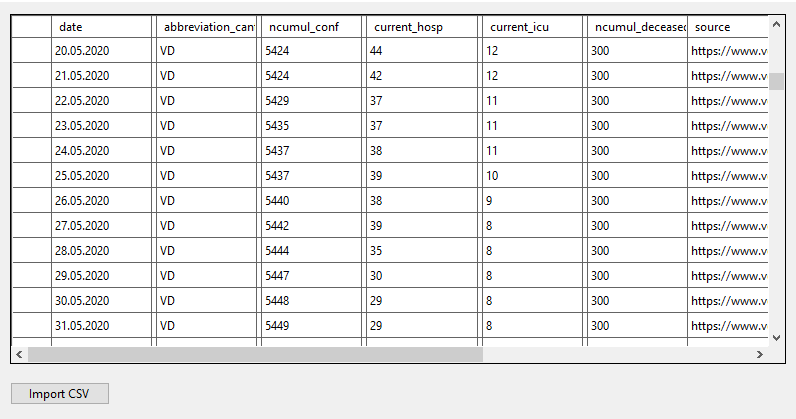 date abbreviation_can ncumul_conf current_hosp current_icu ncumul_deceased source
20.05.2020 VD 5424 44 12 300 https://www.v
21.05.2020 VD 5424 42 12 300 https://www.v
22.05.2020 VD 5429 37 11 300 https://www.v
23.05.2020 VD 5435 37 11 300 https://www.v
24.05.2020 VD 5437 38 11 300 https://www.v
25.05.2020 VD 5437 39 10 300 https://www.v
26.05.2020 VD 5440 38 9 300 https://www.v
27.05.2020 VD 5442 39 8 300 https://www.v
28.05.2020 VD 5444 35 8 300 https://www.v
29.05.2020 VD 5447 30 8 300 https://www.v
30.05.2020 VD 5448 29 8 300 https://www.v
31.05.2020 VD 5449 29 8 300 https://www.v
Import CSV